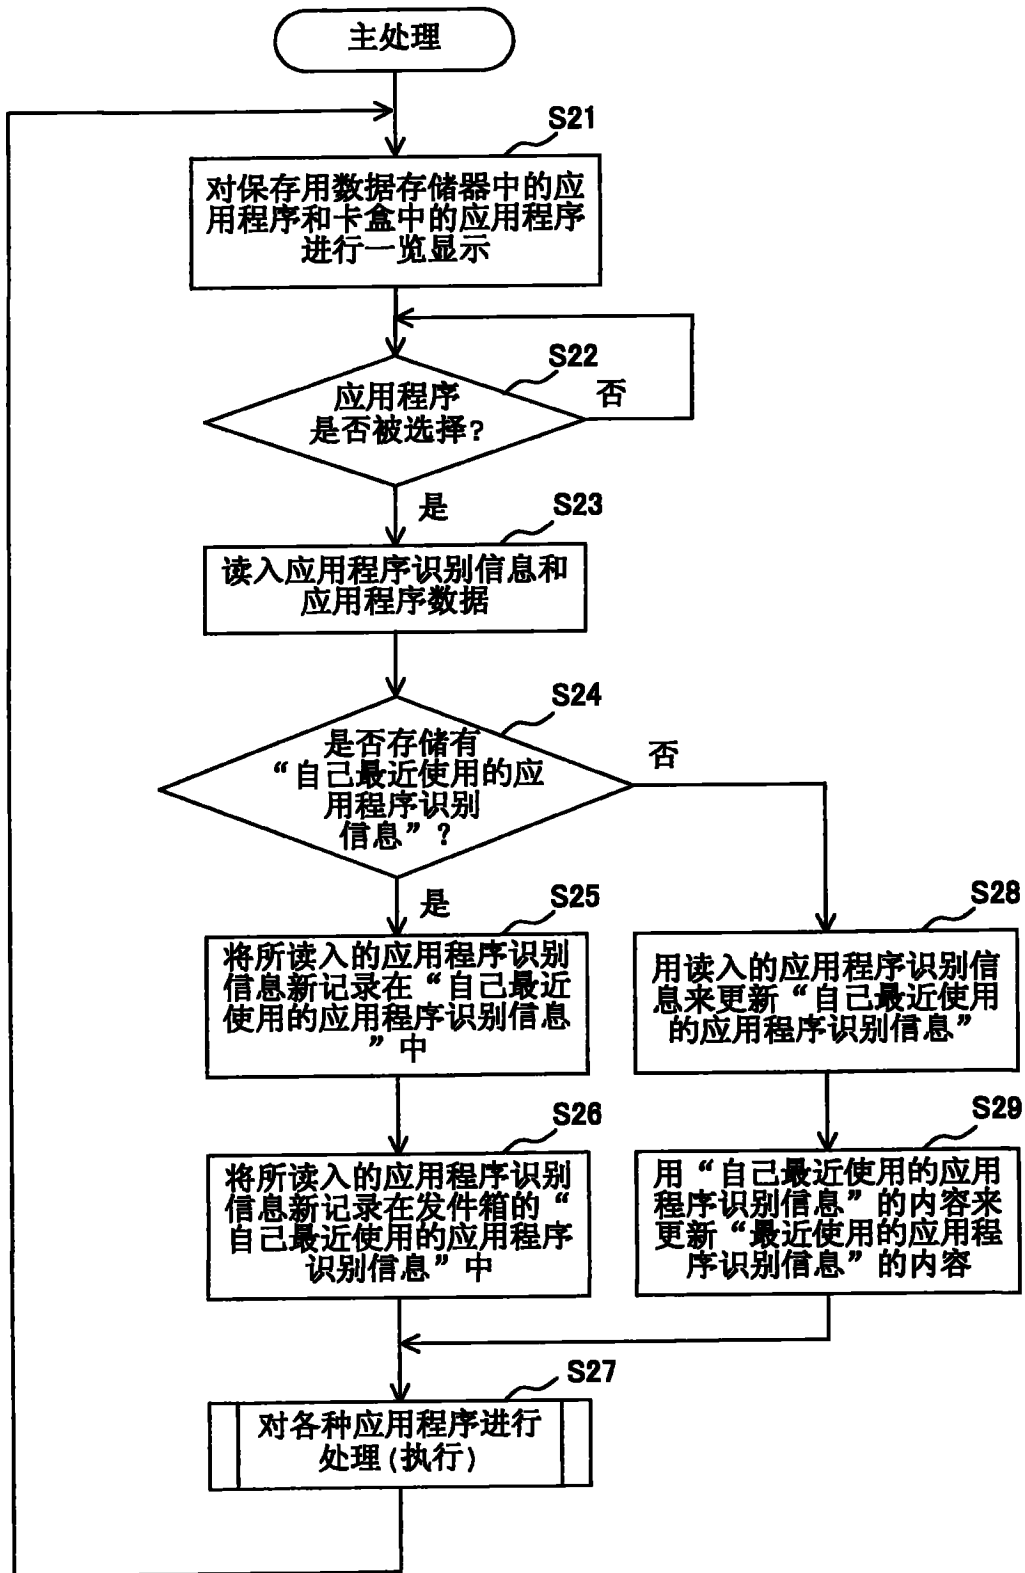 主处理
S21
对保存用数据存储器中的应
用程序和卡盒中的应用程序
进行一览显示
S22
应用程序
是否被选择?
否
是
S23
读入应用程序识别信息和
应用程序数据
S24
是否存储有
“自己最近使用的应
用程序识别
信息”?
否
是
S25
将所读入的应用程序识别
信息新记录在“自己最近
使用的应用程序识别信息
”中
S28
用读入的应用程序识别信
息来更新“自己最近使用
的应用程序识别信息”
S26
将所读入的应用程序识别
信息新记录在发件箱的“
自己最近使用的应用程序
识别信息”中
S29
用“自己最近使用的应用
程序识别信息”的内容来
更新“最近使用的应用程
序识别信息”的内容
S27
对各种应用程序进行
处理(执行)